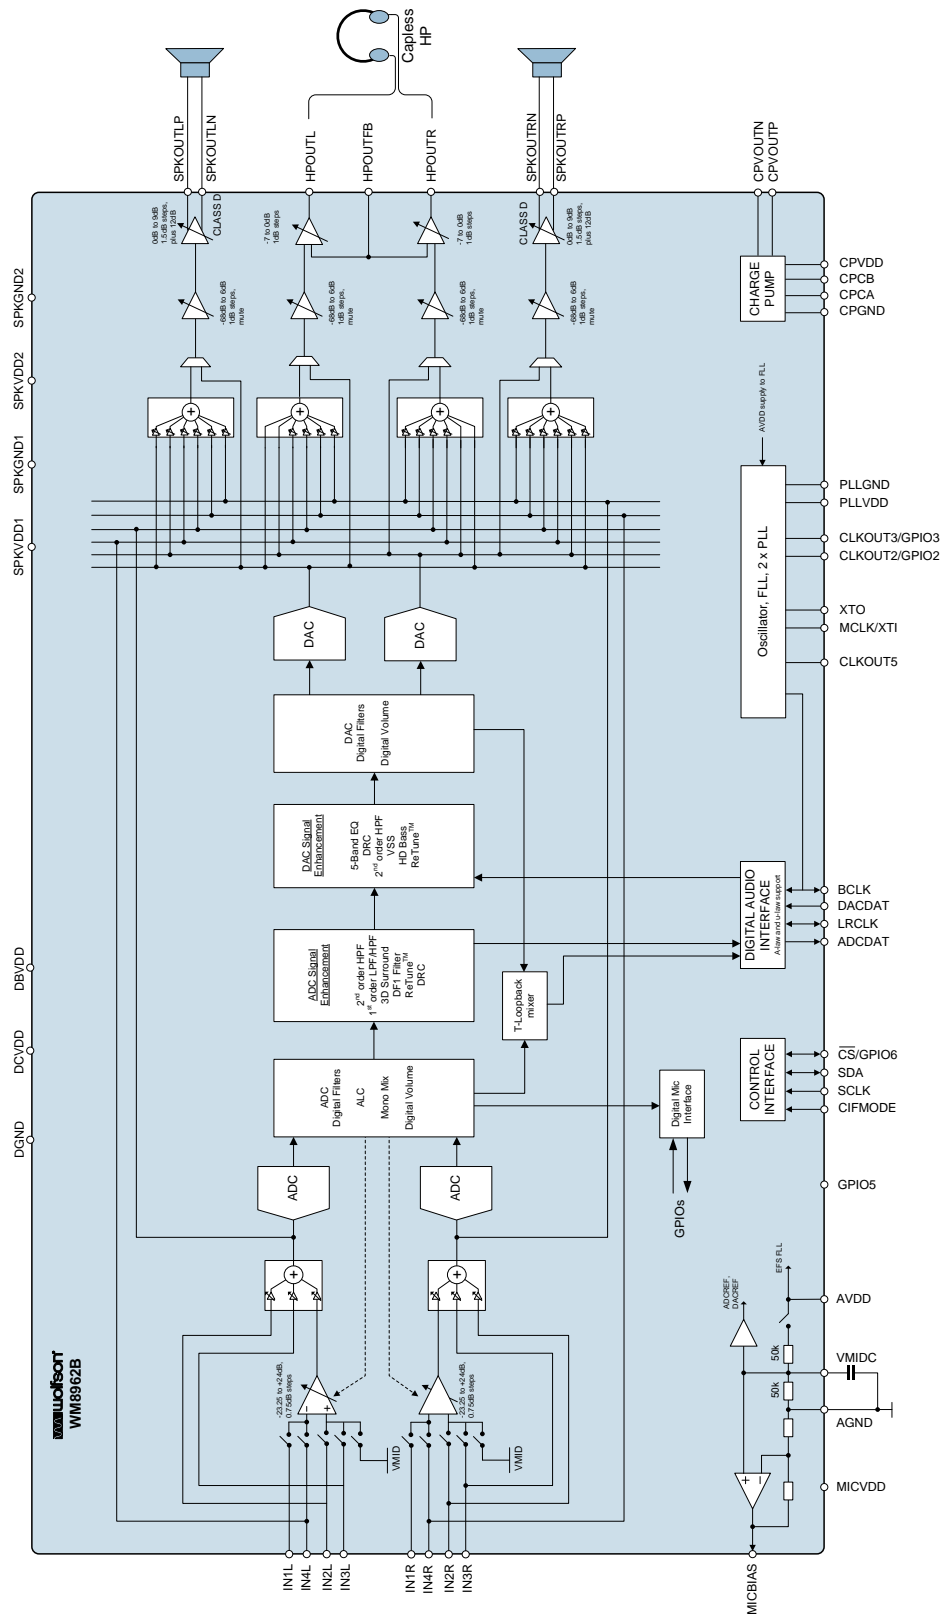 wolfson
WM8962B
SPKVDD1
SPKGND1
SPKVDD2
SPKGND2
DGND
DCVDD
DBVDD
SPKOUTLP
SPKOUTLN
HPOUTL
HPOUTFB
HPOUTR
SPKOUTRN
SPKOUTRP
Capless
HP
0dB to 9dB
1.5dB steps,
plus 12dB
CLASS D
-7 to 0dB
1dB steps
-7 to 0dB
1dB steps
CLASS D
0dB to 9dB
1.5dB steps,
plus 12dB
-68dB to 6dB
1dB steps,
mute
-68dB to 6dB
1dB steps,
mute
-68dB to 6dB
1dB steps,
mute
-68dB to 6dB
1dB steps,
mute
+
+
+
+
DAC
DAC
DAC
Digital Filters
Digital Volume
DAC Signal
Enhancement
5-Band EQ
DRC
2nd order HPF
VSS
HD Bass
ReTune™
ADC Signal
Enhancement
2nd order HPF
1st order LPF/HPF
3D Surround
DF1 Filter
ReTune™
DRC
ADC
Digital Filters
ALC
Mono Mix
Digital Volume
T-Loopback
mixer
Digital Mic
Interface
GPIOs
ADC
ADC
+
+
-23.25 to +24dB,
0.75dB steps
-
+
VMID
-23.25 to +24dB,
0.75dB steps
VMID
IN1L
IN4L
IN2L
IN3L
IN1R
IN4R
IN2R
IN3R
MICBIAS
CHARGE
PUMP
CPVOUTN
CPVOUTP
CPVDD
CPCB
CPCA
CPGND
AVDD supply to FLL
Oscillator, FLL, 2 x PLL
PLLGND
PLLVDD
CLKOUT3/GPIO3
CLKOUT2/GPIO2
XTO
MCLK/XTI
CLKOUT5
DIGITAL AUDIO
INTERFACE
A-law and u-law support
BCLK
DACDAT
LRCLK
ADCDAT
CONTROL
INTERFACE
CS/GPIO6
SDA
SCLK
CIFMODE
GPIO5
EFS FLL
ADCREF,
DACREF
50k
50k
+
-
AVDD
VMIDC
AGND
MICVDD